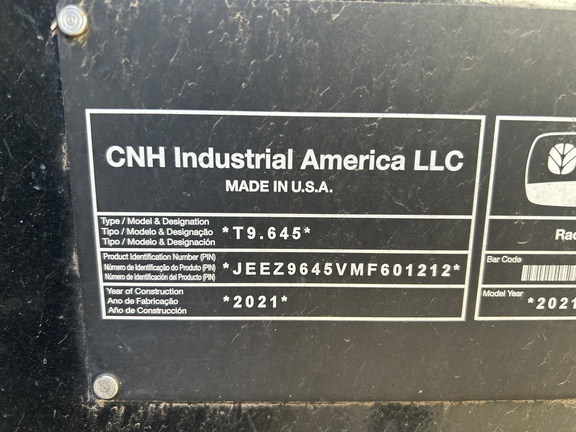 CNH Industrial America LLC
MADE IN U.S.A.
Type / Model & Designation
Tipo / Modelo & Designação
Tipo / Modelo & Designación
*T9.645*
Product Identification Number (PIN)
Número de Identificação do Produto (PIN)
Número de Identificación del Producto (PIN)
*JEEZ9645VMF601212*
Year of Construction
Ano de Fabricação
Año de Construcción
*2021*
Bar Code
Model Year
*2021